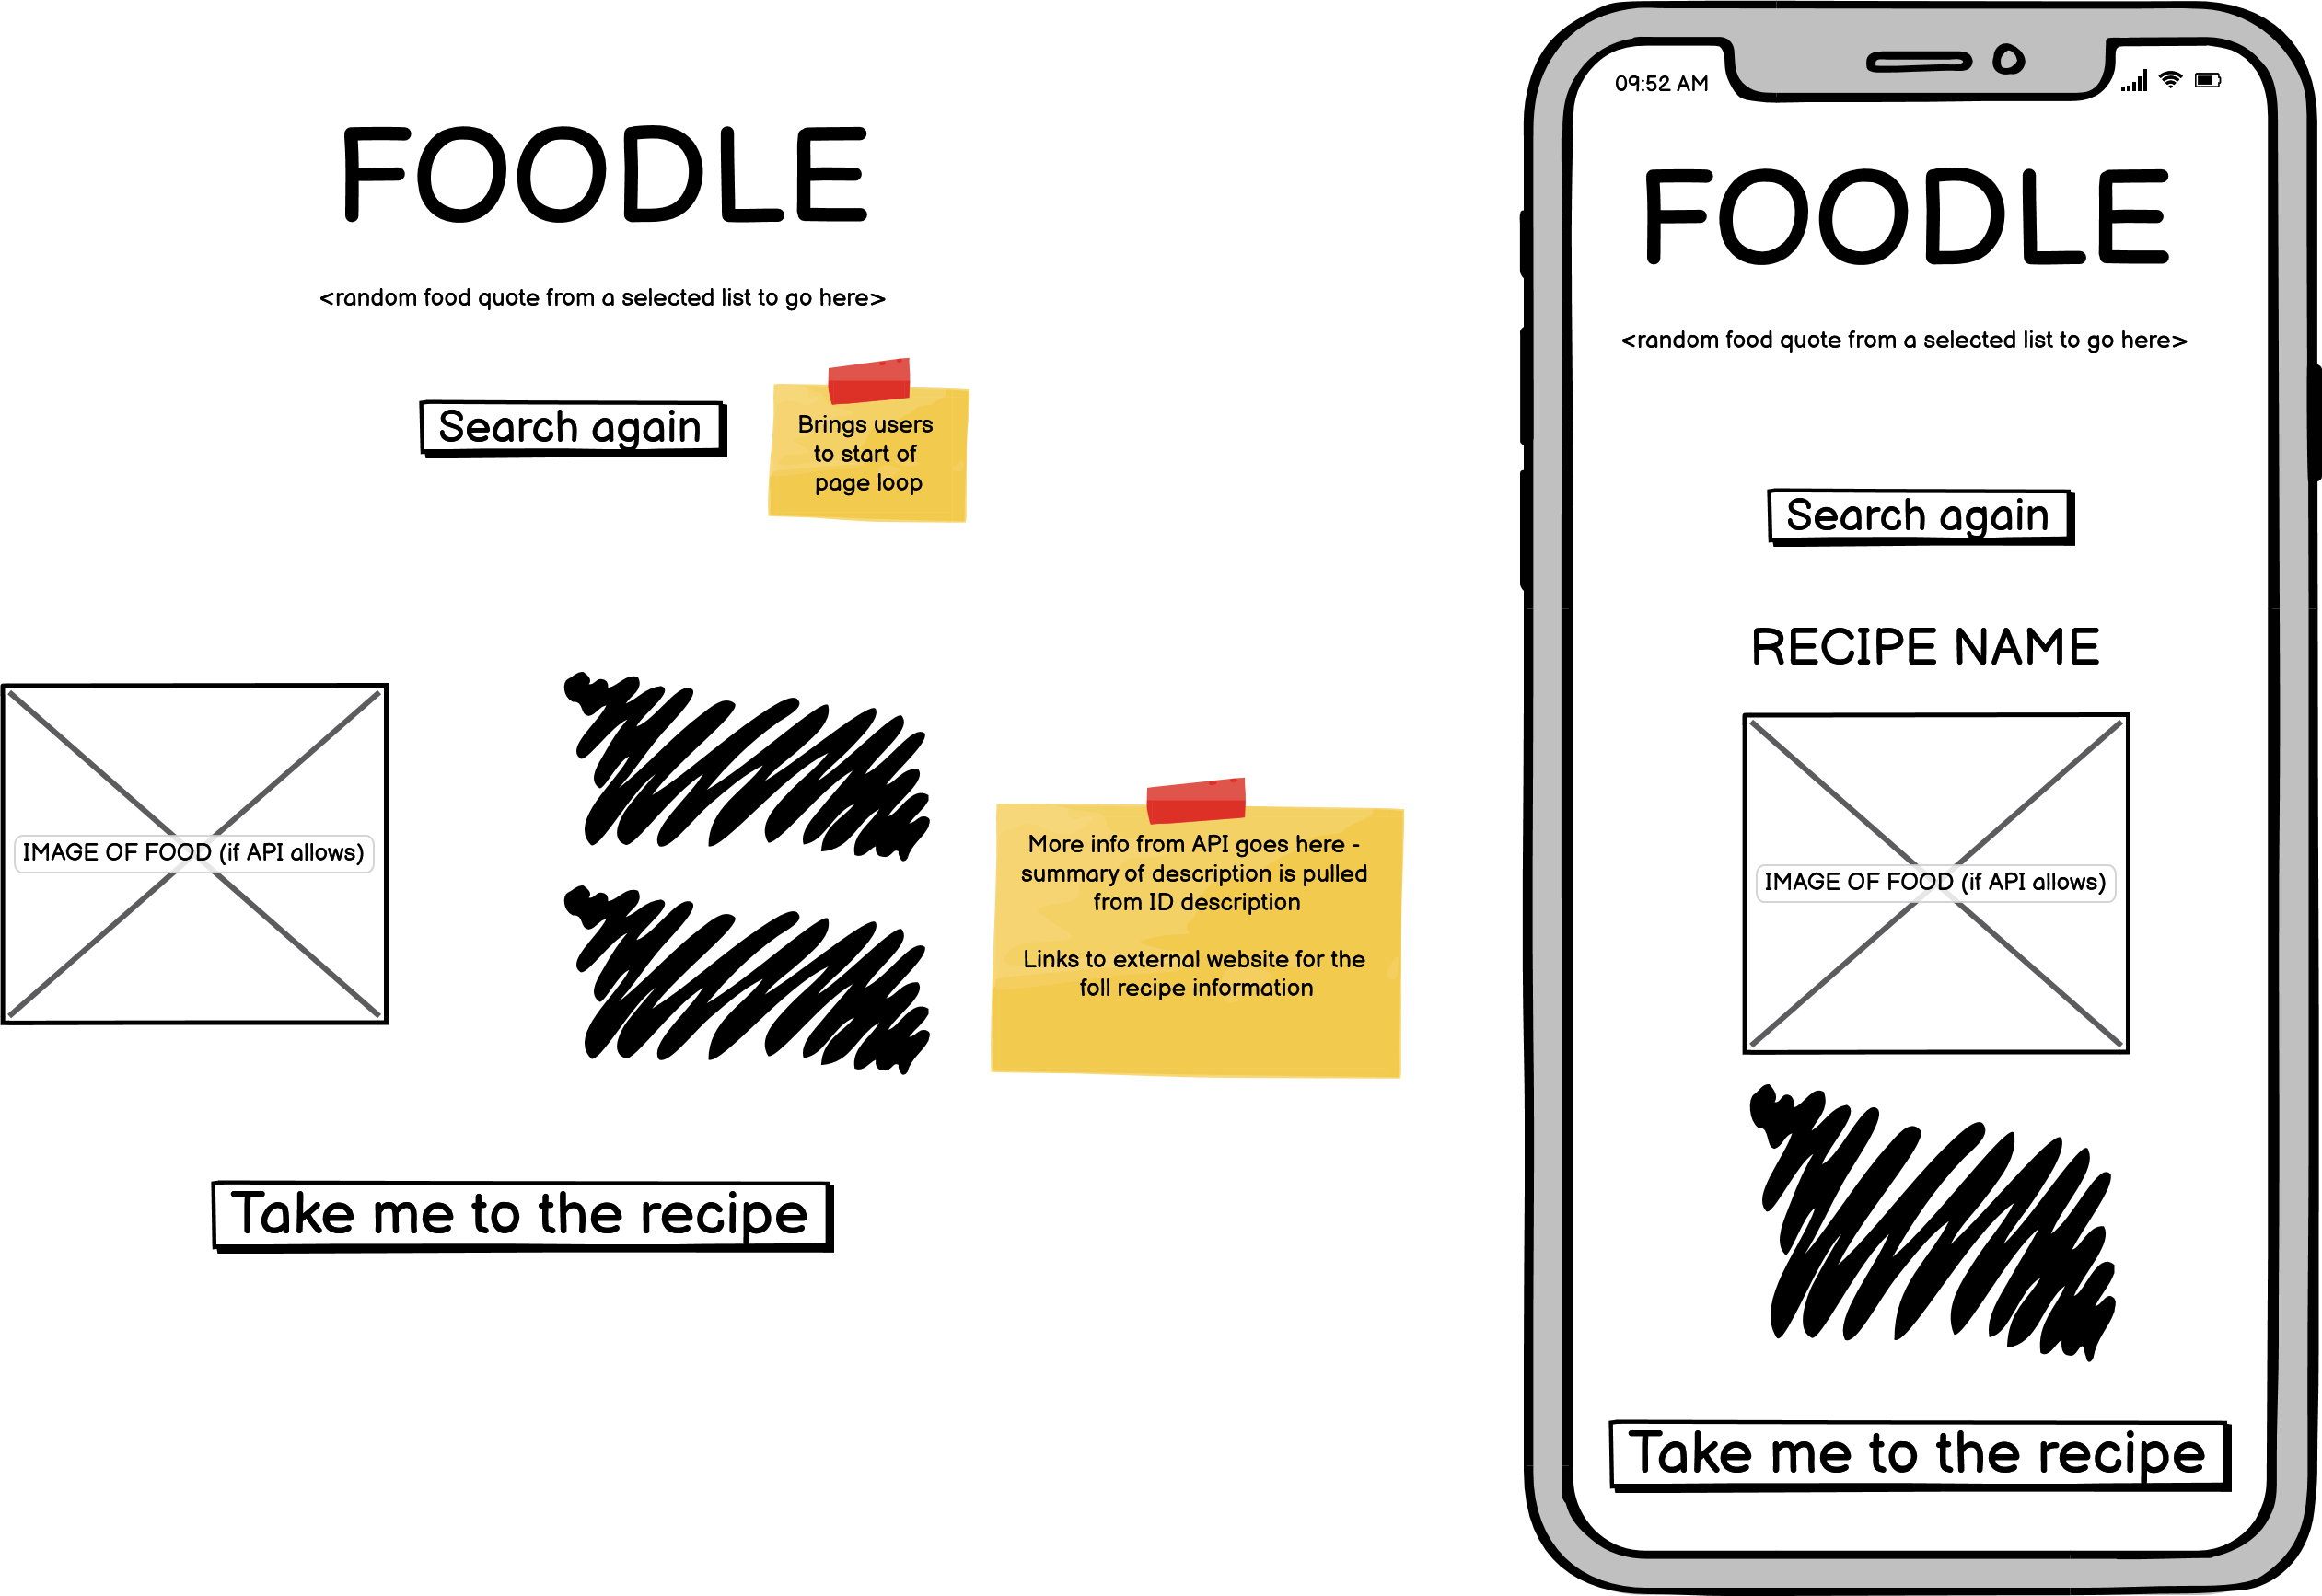 FOODLE
<random food quote from a selected list to go here>
Search again
Brings users
to start of
page loop
IMAGE OF FOOD (if API allows)
More info from API goes here -
summary of description is pulled
from ID description
Links to external website for the
foll recipe information
Take me to the recipe
09:52 AM
FOODLE
<random food quote from a selected list to go here>
Search again
RECIPE NAME
IMAGE OF FOOD (if API allows)
Take me to the recipe